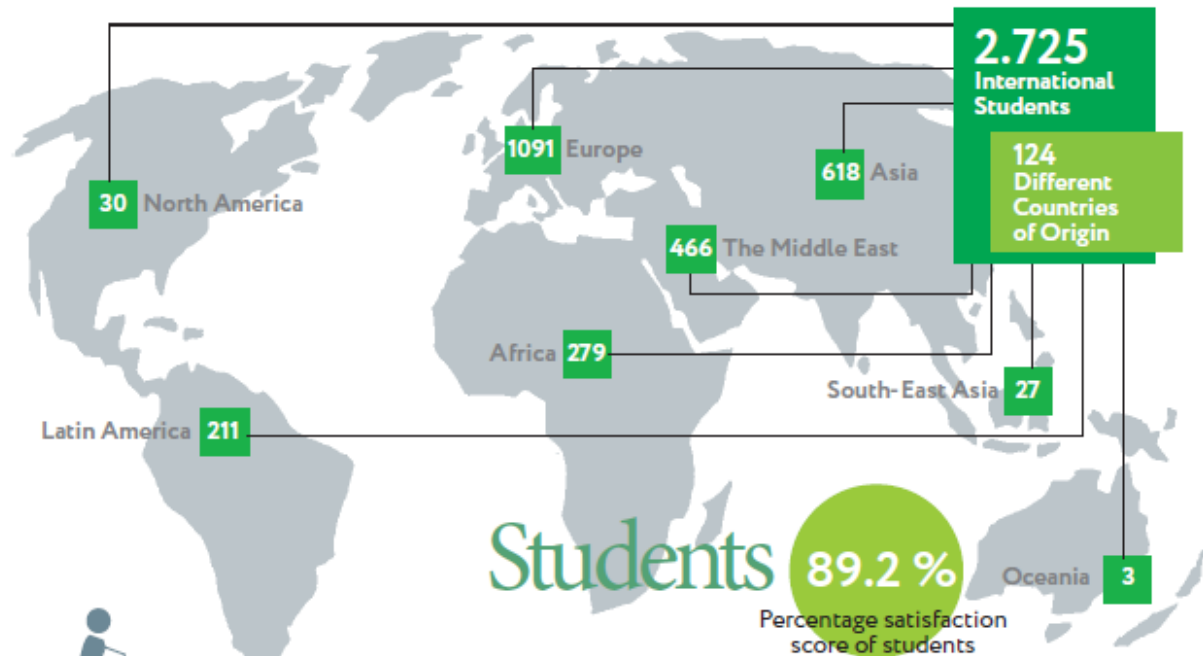 2.725
International
Students
124
Different
Countries
of Origin
1091 Europe
618 Asia
30 North America
466 The Middle East
Africa 279
South-East Asia 27
Latin America 211
Students
89.2 %
Percentage satisfaction
score of students
Oceania 3